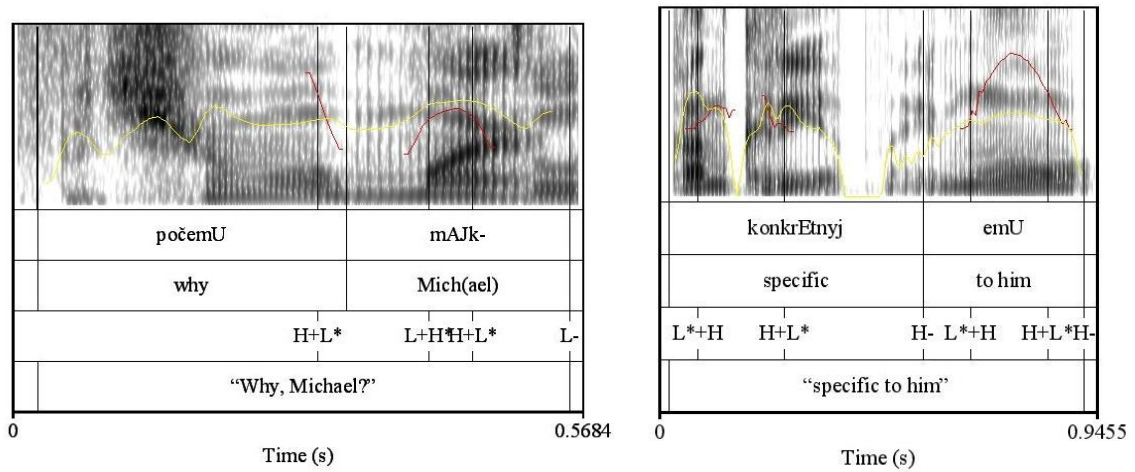 počemU mAJk-
why Mich(ael)
H+L* L+H* H+L* L-
“Why, Michael?”
0 0.5684
Time (s)
konkrEtnyj emU
specific to him
L*+H H+L* H- L*+H H+L* H-
“specific to him”
0 0.9455
Time (s)